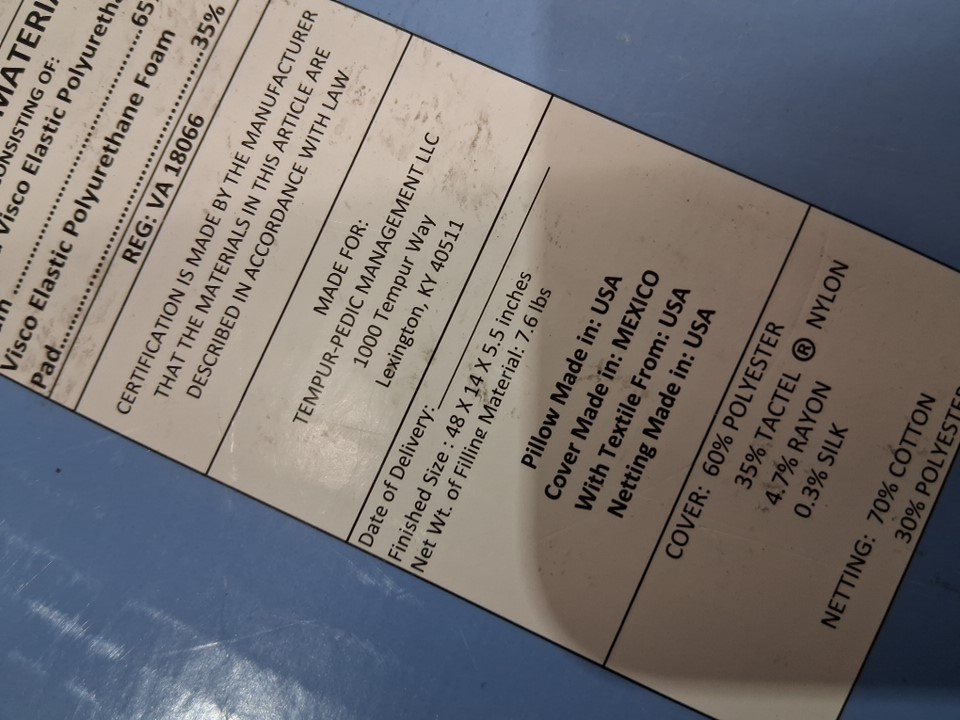 MATERI
CONSISTING OF:
Visco Elastic Polyureth
65
Visco Elastic Polyurethane Foam
Pad..........................35%
REG: VA 18066
CERTIFICATION IS MADE BY THE MANUFACTURER
THAT THE MATERIALS IN THIS ARTICLE ARE
DESCRIBED IN ACCORDANCE WITH LAW
MADE FOR:
TEMPUR-PEDIC MANAGEMENT LLC
1000 Tempur Way
Lexington, KY 40511
Date of Delivery:____________________
Finished Size : 48 X 14 X 5.5 inches
Net Wt. of Filling Material: 7.6 lbs
Pillow Made in: USA
Cover Made in: MEXICO
With Textile From: USA
Netting Made in: USA
COVER: 60% POLYESTER
35% TACTEL ® NYLON
4.7% RAYON
0.3% SILK
NETTING: 70% COTTON
30% POLYESTER